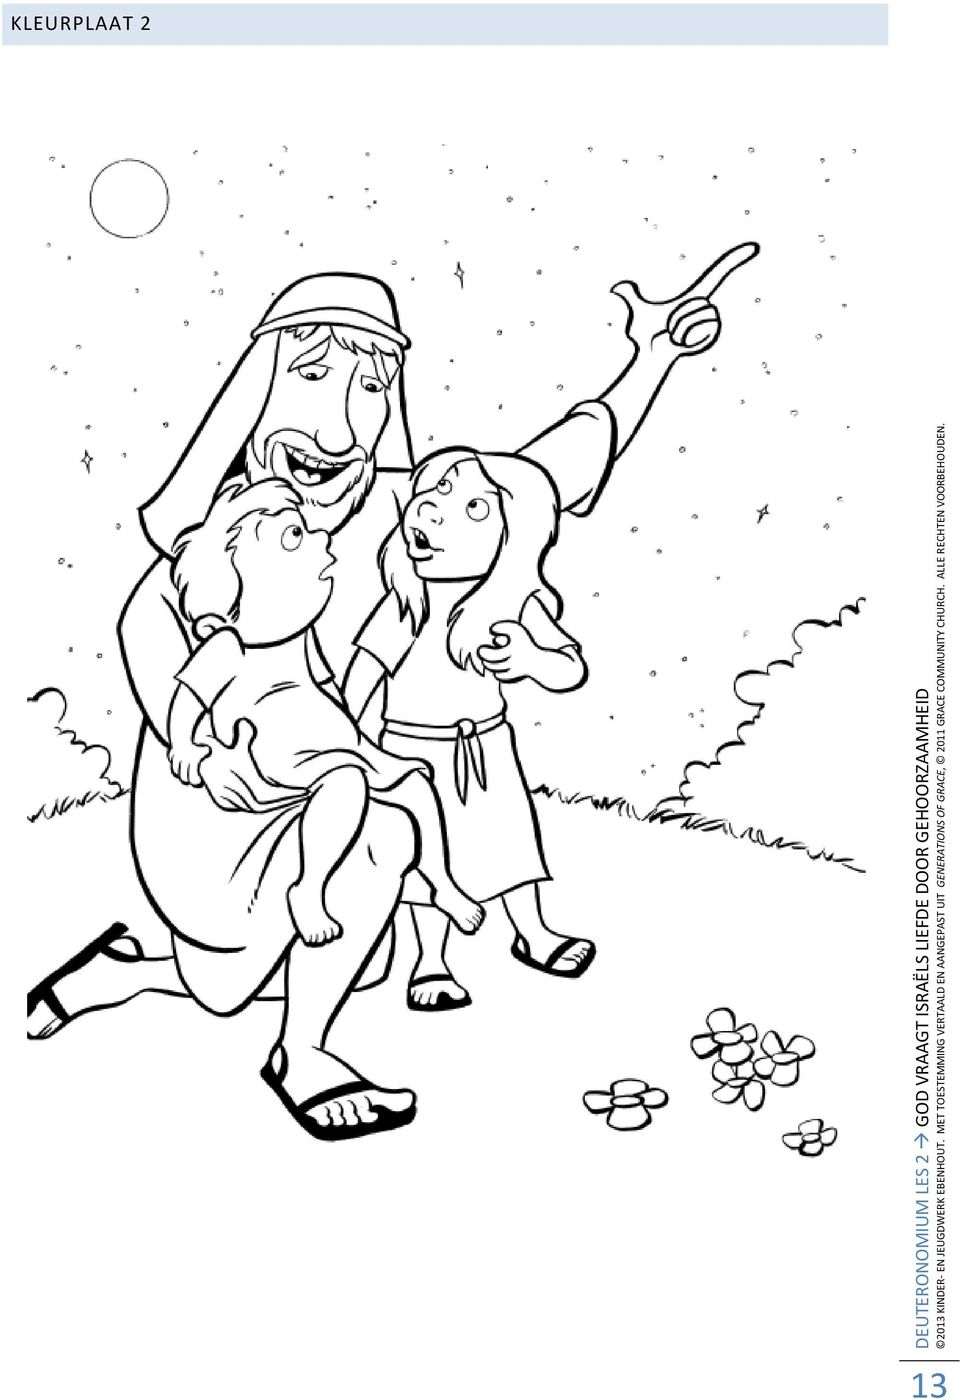 KLEURPLAAT 2
DEUTERONOMIUM LES 2 → GOD VRAAGT ISRAËLS LIEFDE DOOR GEHOORZAAMHEID
©2013 KINDER- EN JEUGDWERK EBENHOUT. MET TOESTEMMING VERTAALD EN AANGEPAST UIT GENERATIONS OF GRACE, © 2011 GRACE COMMUNITY CHURCH. ALLE RECHTEN VOORBEHOUDEN.
13